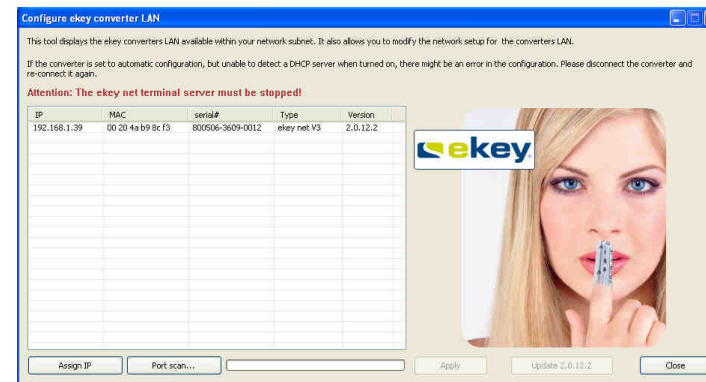 Configure ekey converter LAN
This tool displays the ekey converters LAN available within your network subnet. It also allows you to modify the network setup for the converters LAN.
If the converter is set to automatic configuration, but unable to detect a DHCP server when turned on, there might be an error in the configuration. Please disconnect the converter and
re-connect it again.
Attention: The ekey net terminal server must be stopped!
IP MAC serial# Type Version
192.168.1.39 00 20 4a b9 8c f3 800506-3609-0012 ekey net V3 2.0.12.2
ekey
Assign IP Port scan... Apply Update 2.0.12.2 Close